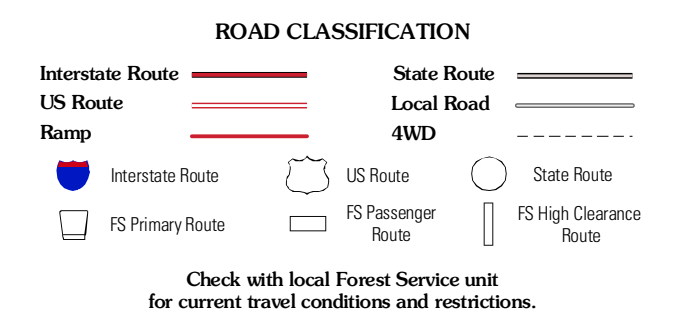 ROAD CLASSIFICATION
Interstate Route
State Route
US Route
Local Road
Ramp
4WD
Interstate Route
US Route
State Route
FS Primary Route
FS Passenger
Route
FS High Clearance
Route
Check with local Forest Service unit
for current travel conditions and restrictions.